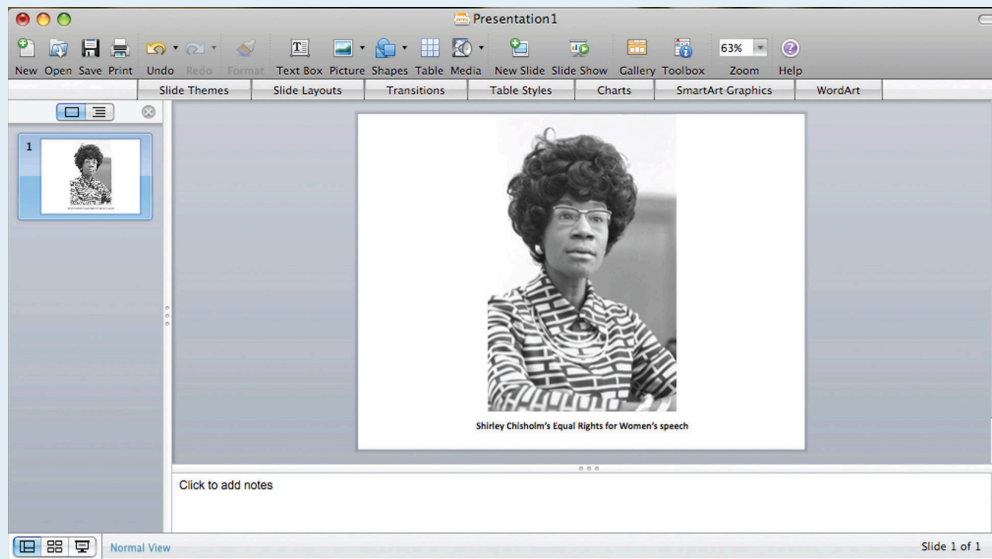 Presentation1
New Open Save Print Undo Redo Format Text Box Picture Shapes Table Media New Slide Slide Show Gallery Toolbox Zoom Help
63%
Slide Themes Slide Layouts Transitions Table Styles Charts SmartArt Graphics WordArt
1
Shirley Chisholm's Equal Rights for Women's speech
Click to add notes
Normal View Slide 1 of 1